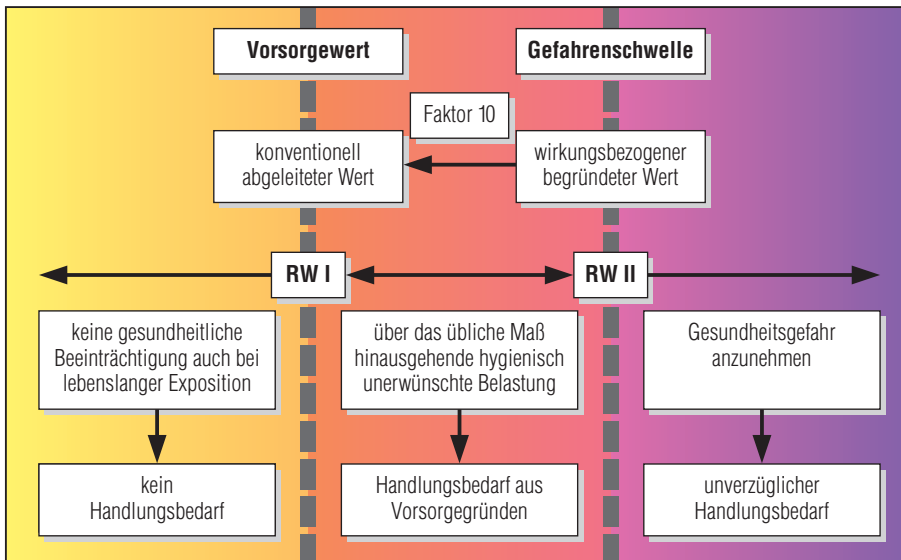 Vorsorgewert
Gefahrenschwelle
Faktor 10
konventionell
abgeleiteter Wert
wirkungsbezogener
begründeter Wert
RW I
RW II
keine gesundheitliche
Beeinträchtigung auch bei
lebenslanger Exposition
über das übliche Maß
hinausgehende hygienisch
unerwünschte Belastung
Gesundheitsgefahr
anzunehmen
kein
Handlungsbedarf
Handlungsbedarf aus
Vorsorgegründen
unverzüglicher
Handlungsbedarf